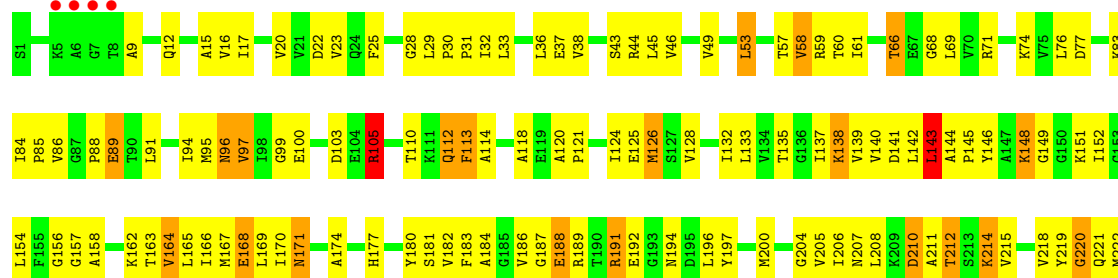 S1 K5 A6 G7 T8 A9 Q12 A15 V16 I17 V20 V21 D22 V23 Q24 F25 G28 L29 P30 P31 I32 L33 L36 E37 V38 S43 R44 L45 V46 V49 L53 T57 V58 R59 T60 I61 T66 E67 G68 L69 V70 R71 K74 V75 L76 D77 K83
I84 P85 V86 G87 P88 E89 T90 L91 I94 M95 N96 V97 I98 G99 E100 D103 E104 R105 T110 K111 Q112 F113 A114 A118 E119 A120 P121 I124 E125 M126 S127 V128 I132 L133 V134 T135 G136 I137 K138 V139 V140 D141 L142 L143 A144 P145 Y146 A147 K148 G149 G150 K151 I152 G153
L154 F155 G156 G157 A158 K162 T163 V164 L165 I166 M167 E168 L169 I170 N171 A174 H177 Y180 S181 V182 F183 A184 G185 V186 G187 E188 R189 T190 R191 E192 G193 N194 D195 L196 Y197 M200 G204 V205 I206 N207 L208 K209 D210 A211 T212 S213 K214 V215 V218 Y219 G220 Q221